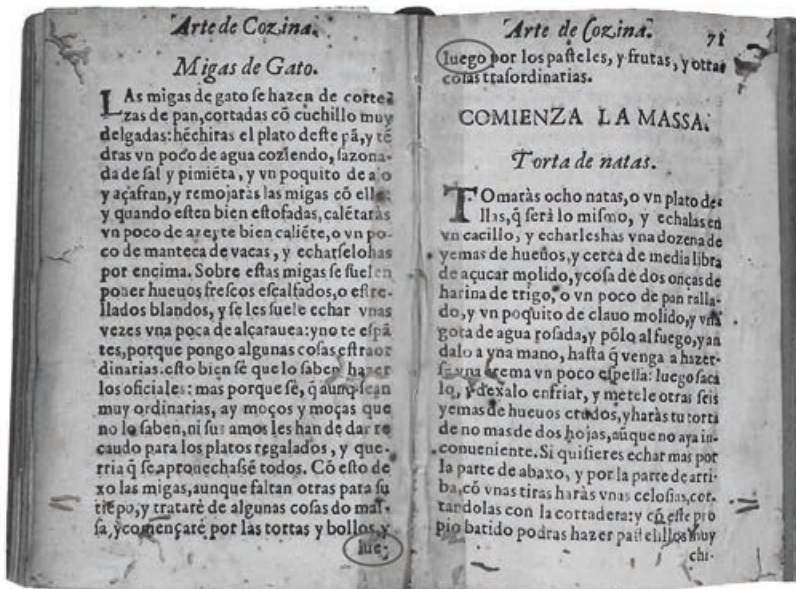 Arte de Cozina.
Migas de Gato.
LAs migas de gato se hazen de corte-
zas de pan, cortadas cõ cuchillo muy
delgadas: hẽchiras el plato deste pã, y tẽ
dras vn poco de agua coziendo, sazona-
da de sal y pimiẽta, y vn poquito de ajo
y açafran, y remojarás las migas cõ ello:
y quando esten bien estofadas, calẽtarás
vn poco de azeyte bien caliẽte, o vn po-
co de manteca de vacas, y echarselohas
por encima. Sobre estas migas se suelen
poner hueuos frescos escalfados, o estre-
llados blandos, y se les suele echar vnas
vezes vna poca de alçarauea: y no te espã
tes, porque pongo algunas cosas estraor
dinarias. esto bien sè que lo saben hazer
los oficiales: mas porque sè, q̃ aunq̃ sean
muy ordinarias, ay moços y moças que
no lo saben, ni sus amos les han de dar re
caudo para los platos regalados, y que-
rria q̃ se aprouechassẽ todos. Cõ esto de
xo las migas, aunque faltan otras para su
tiẽpo, y trataré de algunas cosas de mas-
sa, y començaré por las tortas y bollos, y
lue-
Arte de Cozina. 71
luego por los pasteles, y frutas, y otras
cosas trasordinarias.
COMIENZA LA MASSA.
Torta de natas.
TOmaràs ocho natas, o vn plato de-
llas, q̃ serà lo mismo, y echalas en
vn cacillo, y echarleshas vna dozena de
yemas de hueuos, y cerca de media libra
de açucar molido, y cosa de dos onças de
harina de trigo, o vn poco de pan ralla-
do, y vn poquito de clauo molido, y vna
gota de agua rosada, y põlo al fuego, y an
dalo a vna mano, hasta q̃ venga a hazer-
se vna crema vn poco espessa: luego saca
lo, y dexalo enfriar, y metele otras seis
yemas de hueuos crudos, y haràs tu torta
de no mas de dos hojas, aũque no aya in-
conueniente. Si quisieres echar mas por
la parte de abaxo, y por la parte de arri-
ba, cõ vnas tiras haràs vnas celosias, cor-
tandolas con la cortadera: y cõ este pro
pio batido podras hazer pastelillos muy
chi-